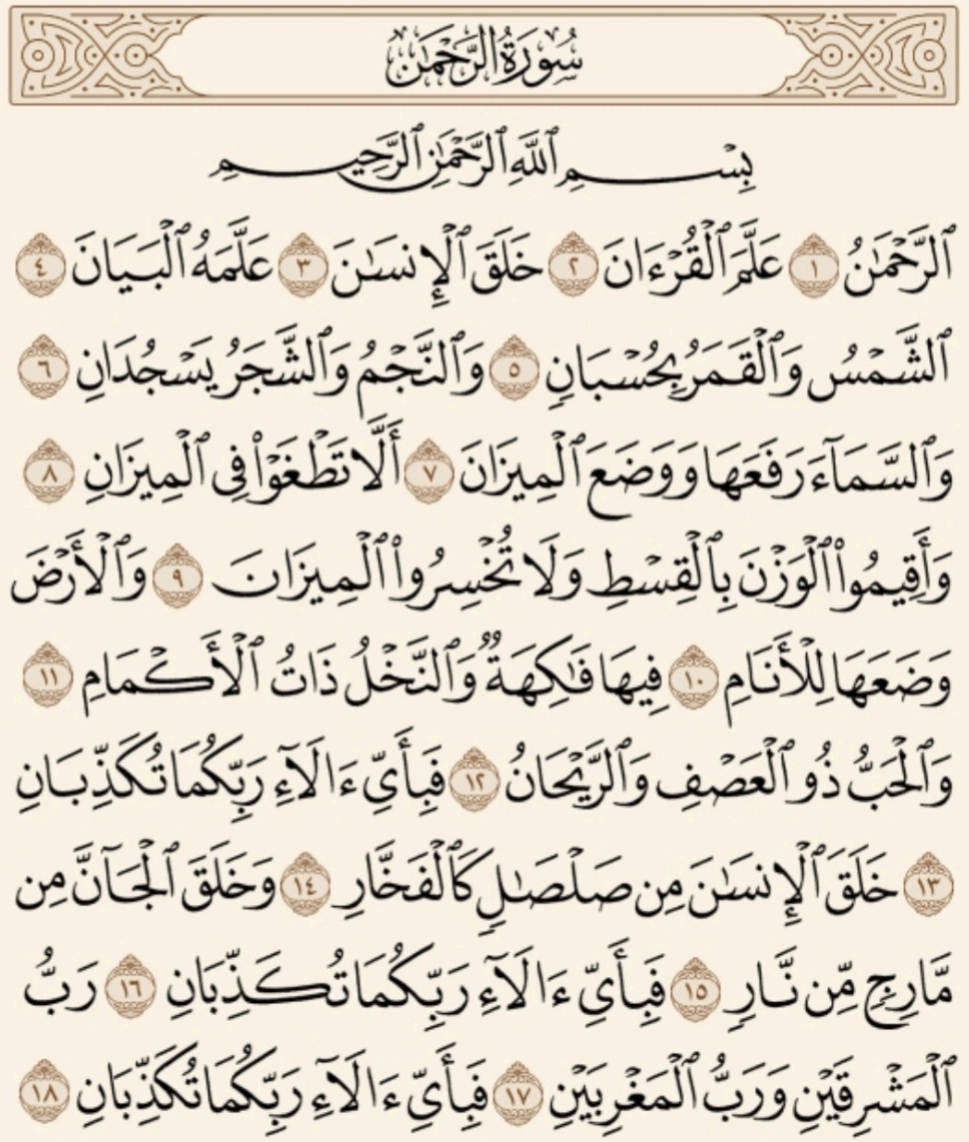 سُورَةُ الرَّحْمَٰن
بِسْمِ ٱللَّهِ ٱلرَّحْمَٰنِ ٱلرَّحِيمِ
ٱلرَّحْمَٰنُ ١ عَلَّمَ ٱلْقُرْءَانَ ٢ خَلَقَ ٱلْإِنسَٰنَ ٣ عَلَّمَهُ ٱلْبَيَانَ ٤
ٱلشَّمْسُ وَٱلْقَمَرُ بِحُسْبَانٍ ٥ وَٱلنَّجْمُ وَٱلشَّجَرُ يَسْجُدَانِ ٦
وَٱلسَّمَآءَ رَفَعَهَا وَوَضَعَ ٱلْمِيزَانَ ٧ أَلَّا تَطْغَوْا۟ فِى ٱلْمِيزَانِ ٨
وَأَقِيمُوا۟ ٱلْوَزْنَ بِٱلْقِسْطِ وَلَا تُخْسِرُوا۟ ٱلْمِيزَانَ ٩ وَٱلْأَرْضَ
وَضَعَهَا لِلْأَنَامِ ١٠ فِيهَا فَٰكِهَةٌ وَٱلنَّخْلُ ذَاتُ ٱلْأَكْمَامِ ١١
وَٱلْحَبُّ ذُو ٱلْعَصْفِ وَٱلرَّيْحَانُ ١٢ فَبِأَىِّ ءَالَآءِ رَبِّكُمَا تُكَذِّبَانِ
١٣ خَلَقَ ٱلْإِنسَٰنَ مِن صَلْصَٰلٍ كَٱلْفَخَّارِ ١٤ وَخَلَقَ ٱلْجَآنَّ مِن
مَّارِجٍ مِّن نَّارٍ ١٥ فَبِأَىِّ ءَالَآءِ رَبِّكُمَا تُكَذِّبَانِ ١٦ رَبُّ
ٱلْمَشْرِقَيْنِ وَرَبُّ ٱلْمَغْرِبَيْنِ ١٧ فَبِأَىِّ ءَالَآءِ رَبِّكُمَا تُكَذِّبَانِ ١٨